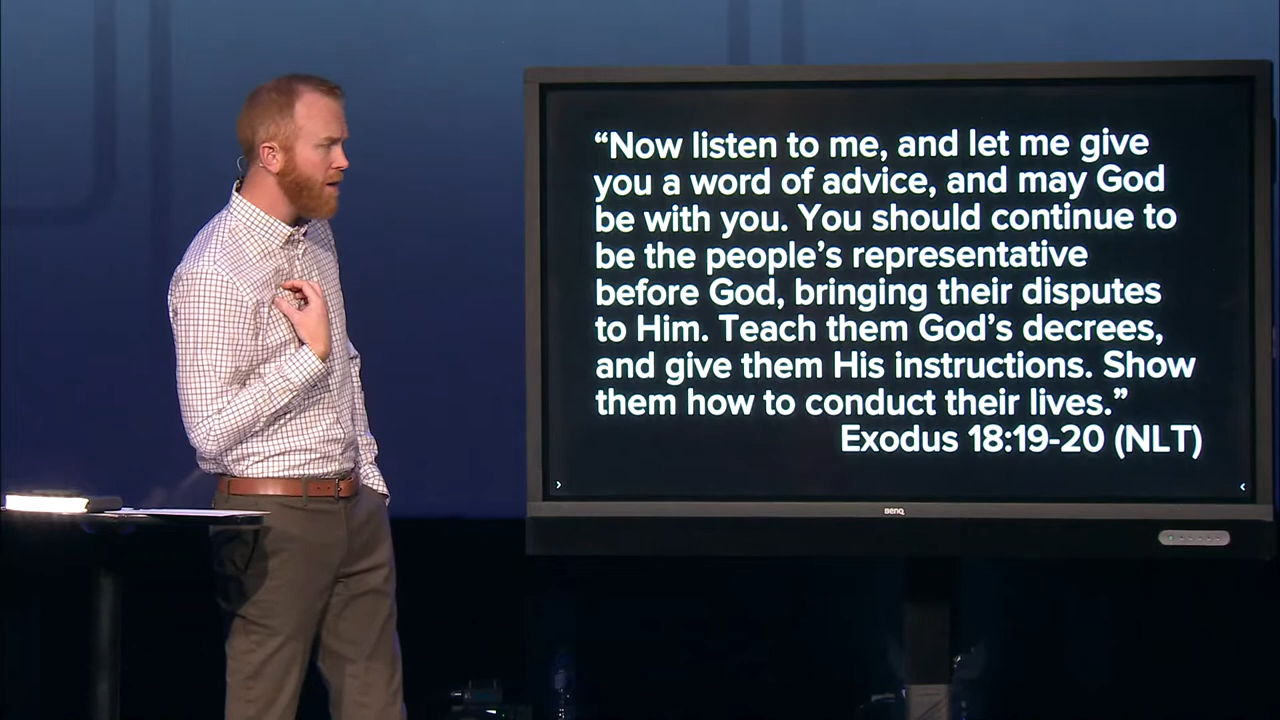 “Now listen to me, and let me give
you a word of advice, and may God
be with you. You should continue to
be the people’s representative
before God, bringing their disputes
to Him. Teach them God’s decrees,
and give them His instructions. Show
them how to conduct their lives.”
Exodus 18:19-20 (NLT)
BenQ